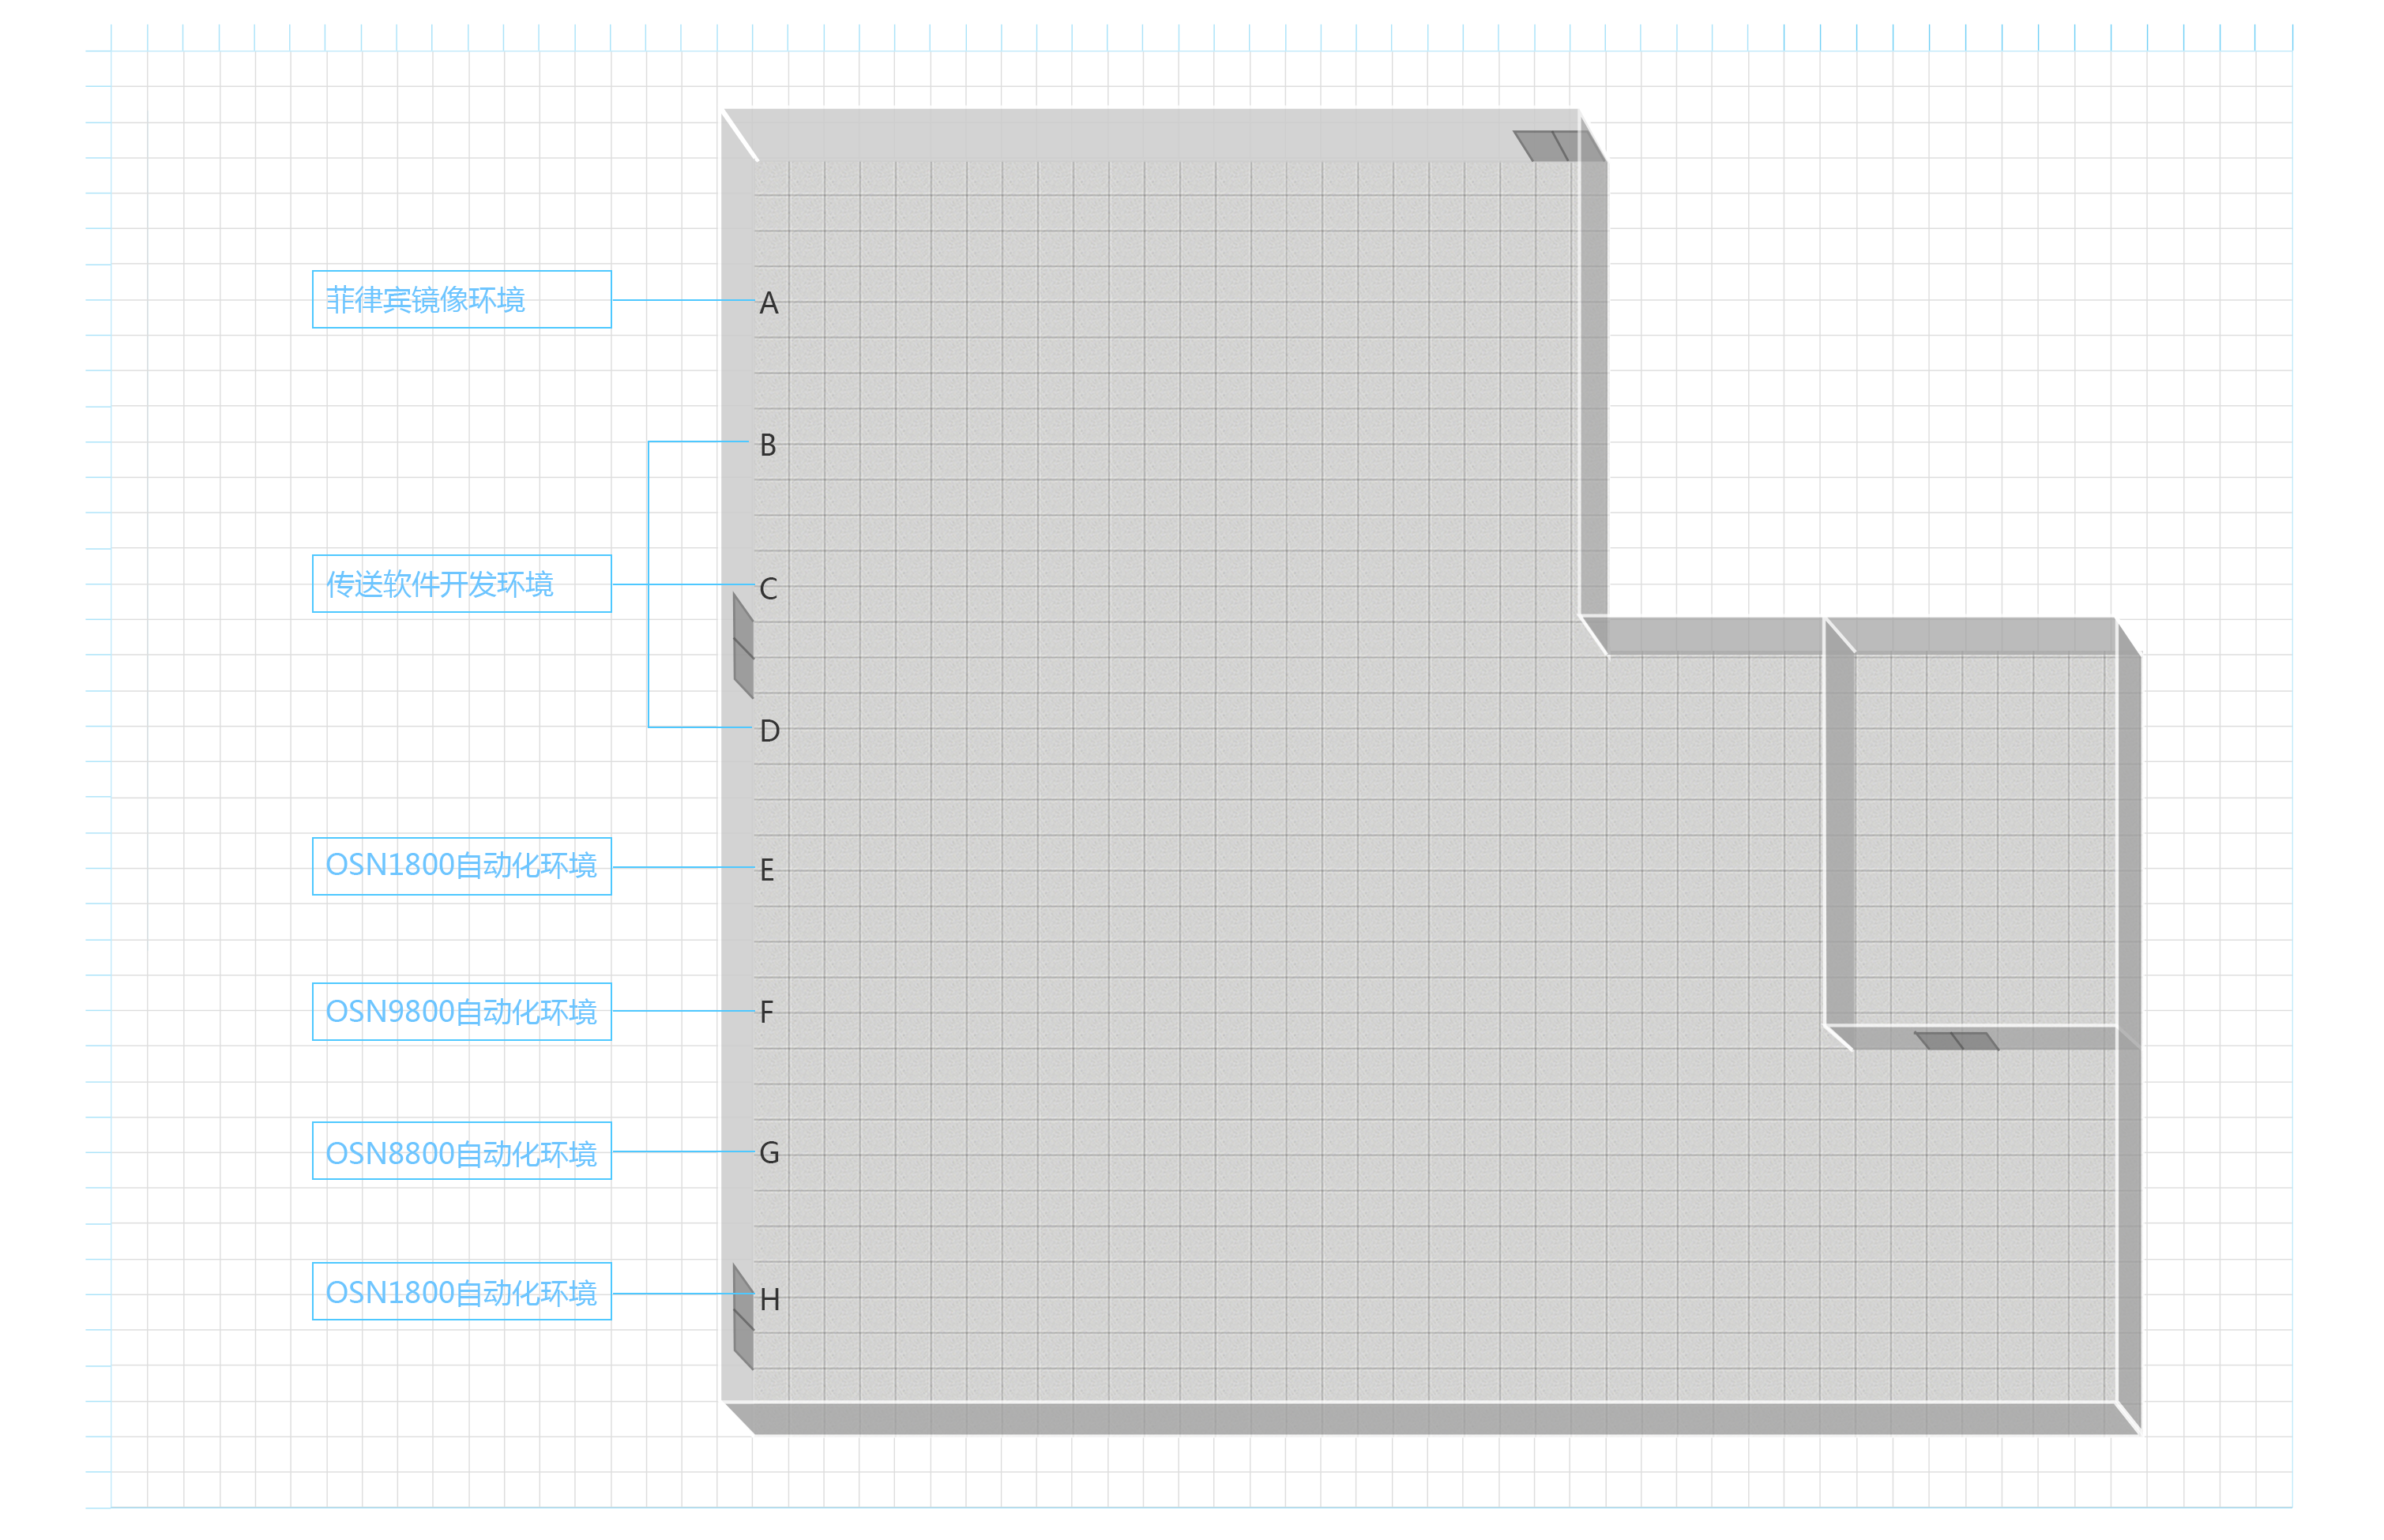 菲律宾镜像环境
A
B
传送软件开发环境
C
D
OSN1800自动化环境
E
OSN9800自动化环境
F
OSN8800自动化环境
G
OSN1800自动化环境
H